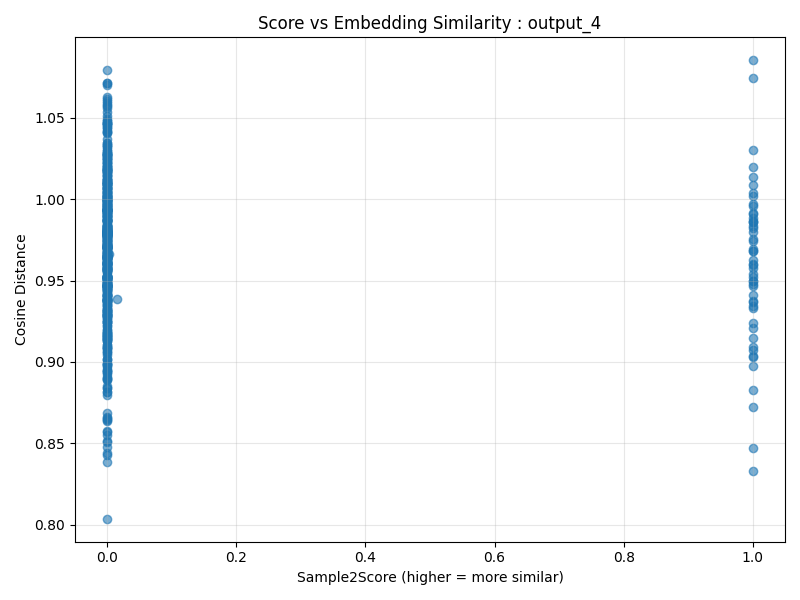 Score vs Embedding Similarity : output_4
Cosine Distance
1.05
1.00
0.95
0.90
0.85
0.80
0.0 0.2 0.4 0.6 0.8 1.0
Sample2Score (higher = more similar)